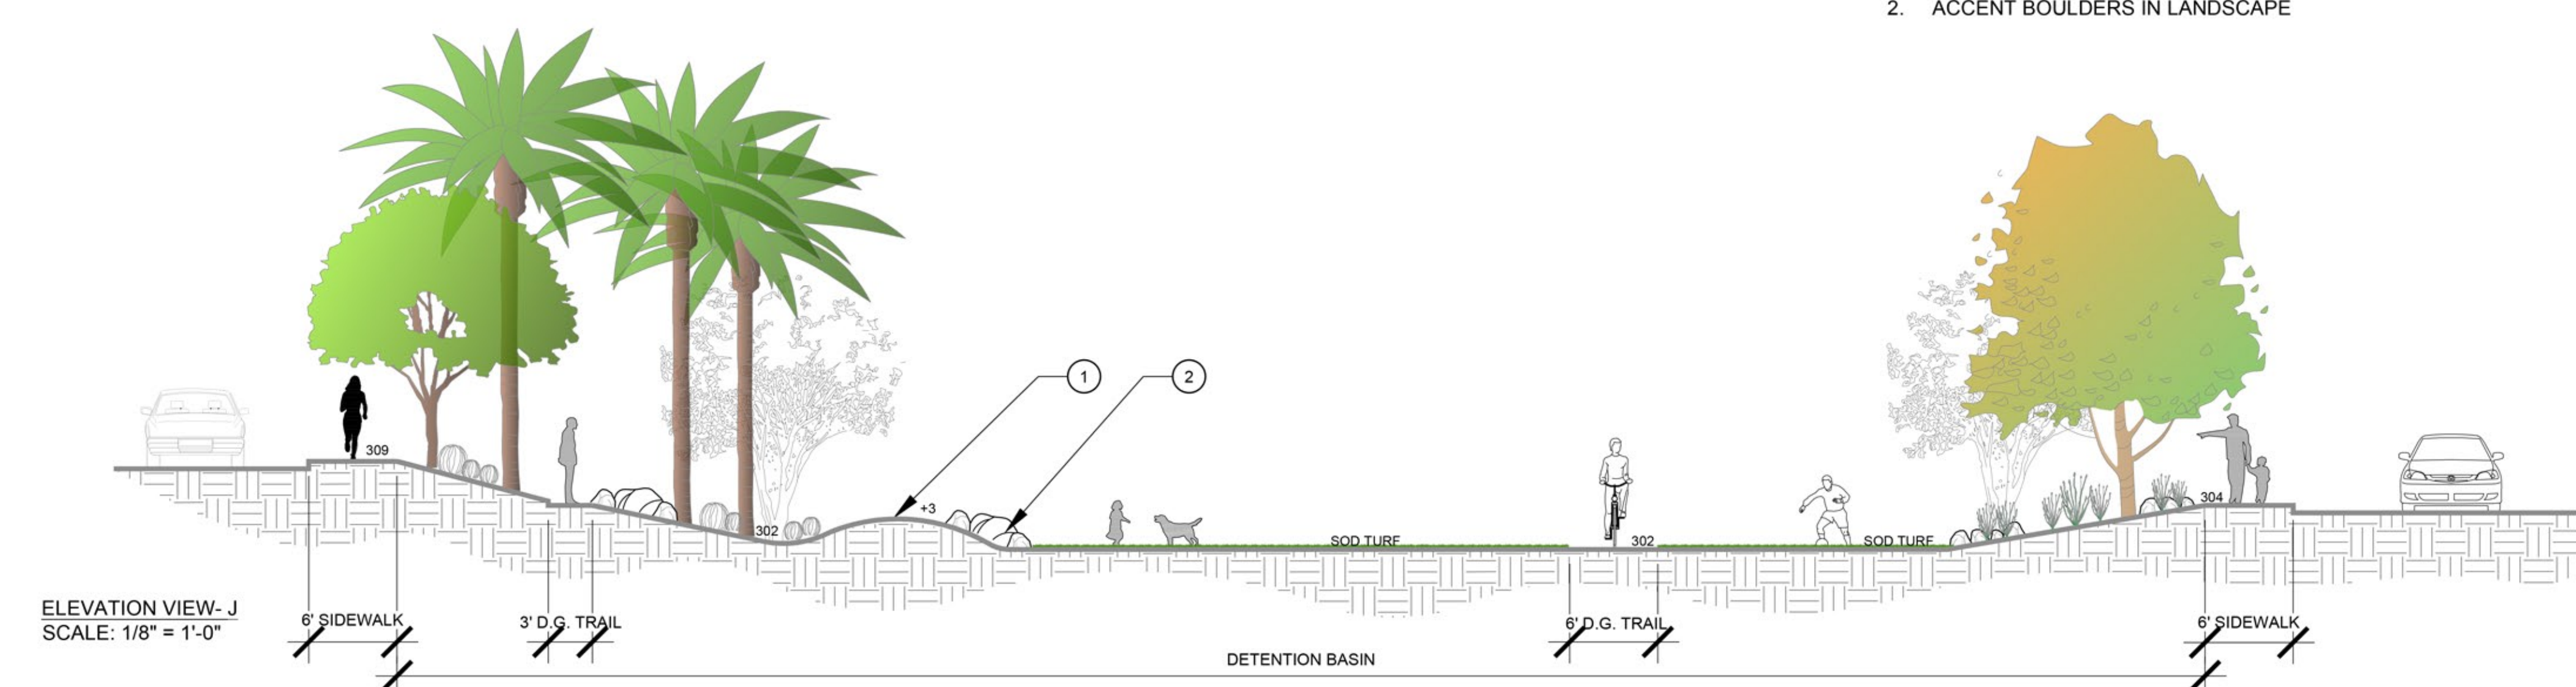 2. ACCENT BOULDERS IN LANDSCAPE
1
2
309
+3
302
304
SOD TURF
302
SOD TURF
ELEVATION VIEW- J
SCALE: 1/8" = 1'-0"
6' SIDEWALK
3' D.G. TRAIL
6' D.G. TRAIL
6' SIDEWALK
DETENTION BASIN